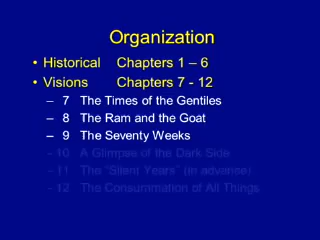 Organization
• Historical Chapters 1 – 6
• Visions Chapters 7 - 12
– 7 The Times of the Gentiles
– 8 The Ram and the Goat
– 9 The Seventy Weeks
- 10 A Glimpse of the Dark Side
- 11 The "Silent Years" (in advance)
- 12 The Consummation of All Things